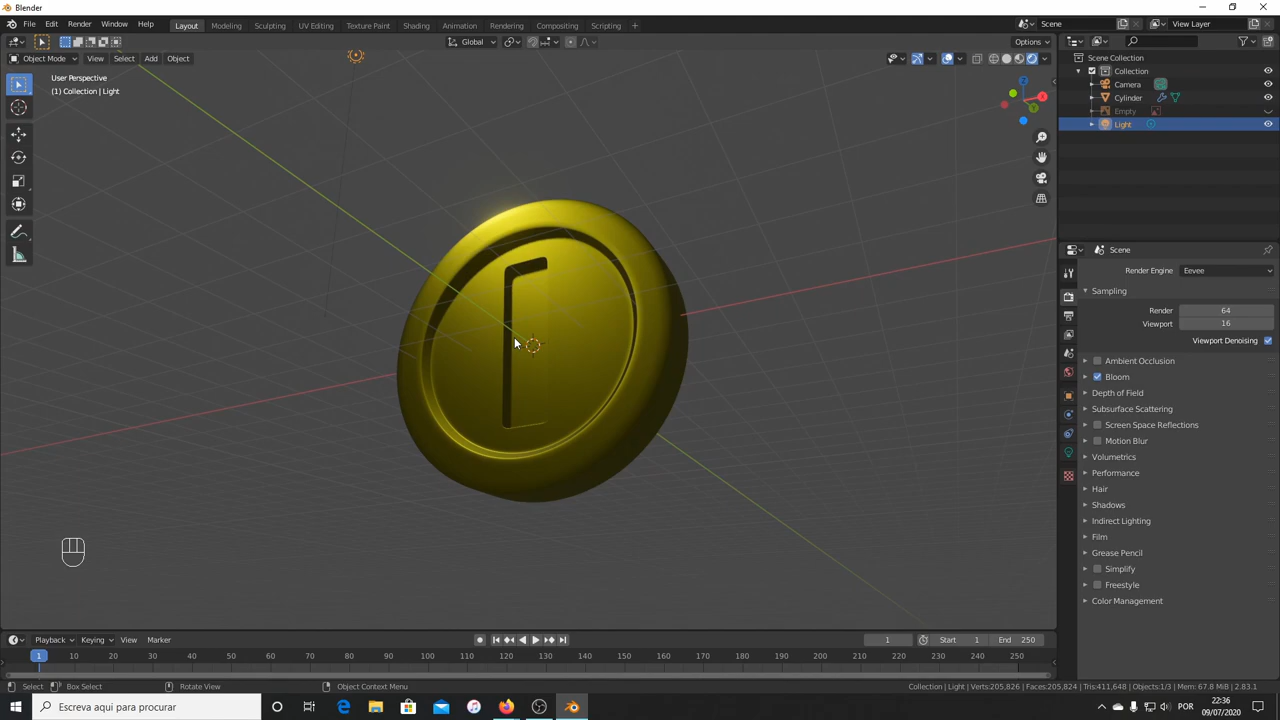 Blender
File Edit Render Window Help Layout Modeling Sculpting UV Editing Texture Paint Shading Animation Rendering Compositing Scripting + Scene View Layer
Global Options
Object Mode View Select Add Object
User Perspective
(1) Collection | Light
Z
X
Y
Scene Collection
Collection
Camera
Cylinder
Empty
Light
Scene
Render Engine Eevee
Sampling
Render 64
Viewport 16
Viewport Denoising
Ambient Occlusion
Bloom
Depth of Field
Subsurface Scattering
Screen Space Reflections
Motion Blur
Volumetrics
Performance
Hair
Shadows
Indirect Lighting
Film
Grease Pencil
Simplify
Freestyle
Color Management
Playback Keying View Marker 1 Start 1 End 250
1 10 20 30 40 50 60 70 80 90 100 110 120 130 140 150 160 170 180 190 200 210 220 230 240 250
Select Box Select Rotate View Object Context Menu Collection | Light | Verts:205,826 | Faces:205,824 | Tris:411,648 | Objects:1/3 | Mem: 67.8 MiB | 2.83.1
Escreva aqui para procurar POR 22:36
09/07/2020